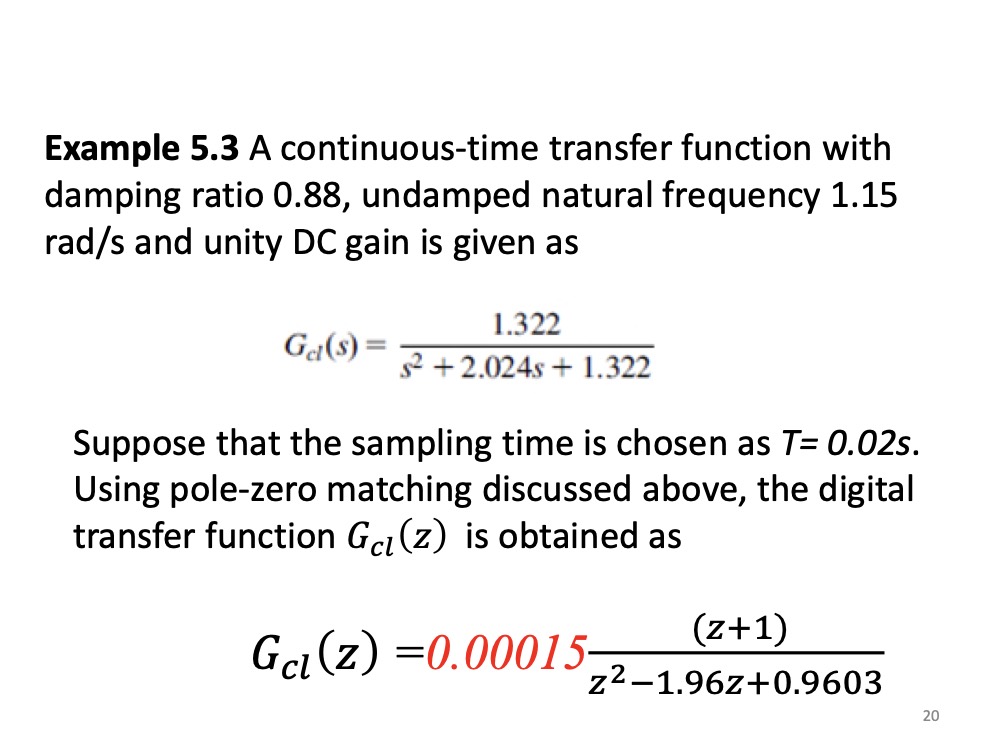 Example 5.3 A continuous-time transfer function with
damping ratio 0.88, undamped natural frequency 1.15
rad/s and unity DC gain is given as
G_cl(s) = 1.322 / (s² + 2.024s + 1.322)
Suppose that the sampling time is chosen as T= 0.02s.
Using pole-zero matching discussed above, the digital
transfer function G_cl(z) is obtained as
G_cl(z) =0.00015 (z+1) / (z²−1.96z+0.9603)
20